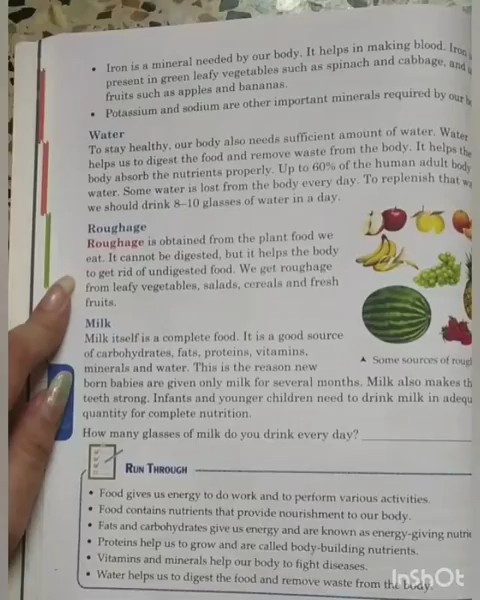 • Iron is a mineral needed by our body. It helps in making blood. Iron
present in green leafy vegetables such as spinach and cabbage, and
fruits such as apples and bananas.
• Potassium and sodium are other important minerals required by our
Water
To stay healthy, our body also needs sufficient amount of water. Water
helps us to digest the food and remove waste from the body. It helps the
body absorb the nutrients properly. Up to 60% of the human adult body
water. Some water is lost from the body every day. To replenish that
we should drink 8–10 glasses of water in a day.
Roughage
Roughage is obtained from the plant food we
eat. It cannot be digested, but it helps the body
to get rid of undigested food. We get roughage
from leafy vegetables, salads, cereals and fresh
fruits.
Milk
Milk itself is a complete food. It is a good source
of carbohydrates, fats, proteins, vitamins,
minerals and water. This is the reason new
▲ Some sources of
born babies are given only milk for several months. Milk also makes
teeth strong. Infants and younger children need to drink milk in
quantity for complete nutrition.
How many glasses of milk do you drink every day?
RUN THROUGH
• Food gives us energy to do work and to perform various activities.
• Food contains nutrients that provide nourishment to our body.
• Fats and carbohydrates give us energy and are known as energy-giving
• Proteins help us to grow and are called body-building nutrients.
• Vitamins and minerals help our body to fight diseases.
• Water helps us to digest the food and remove waste from the body.
InShOt